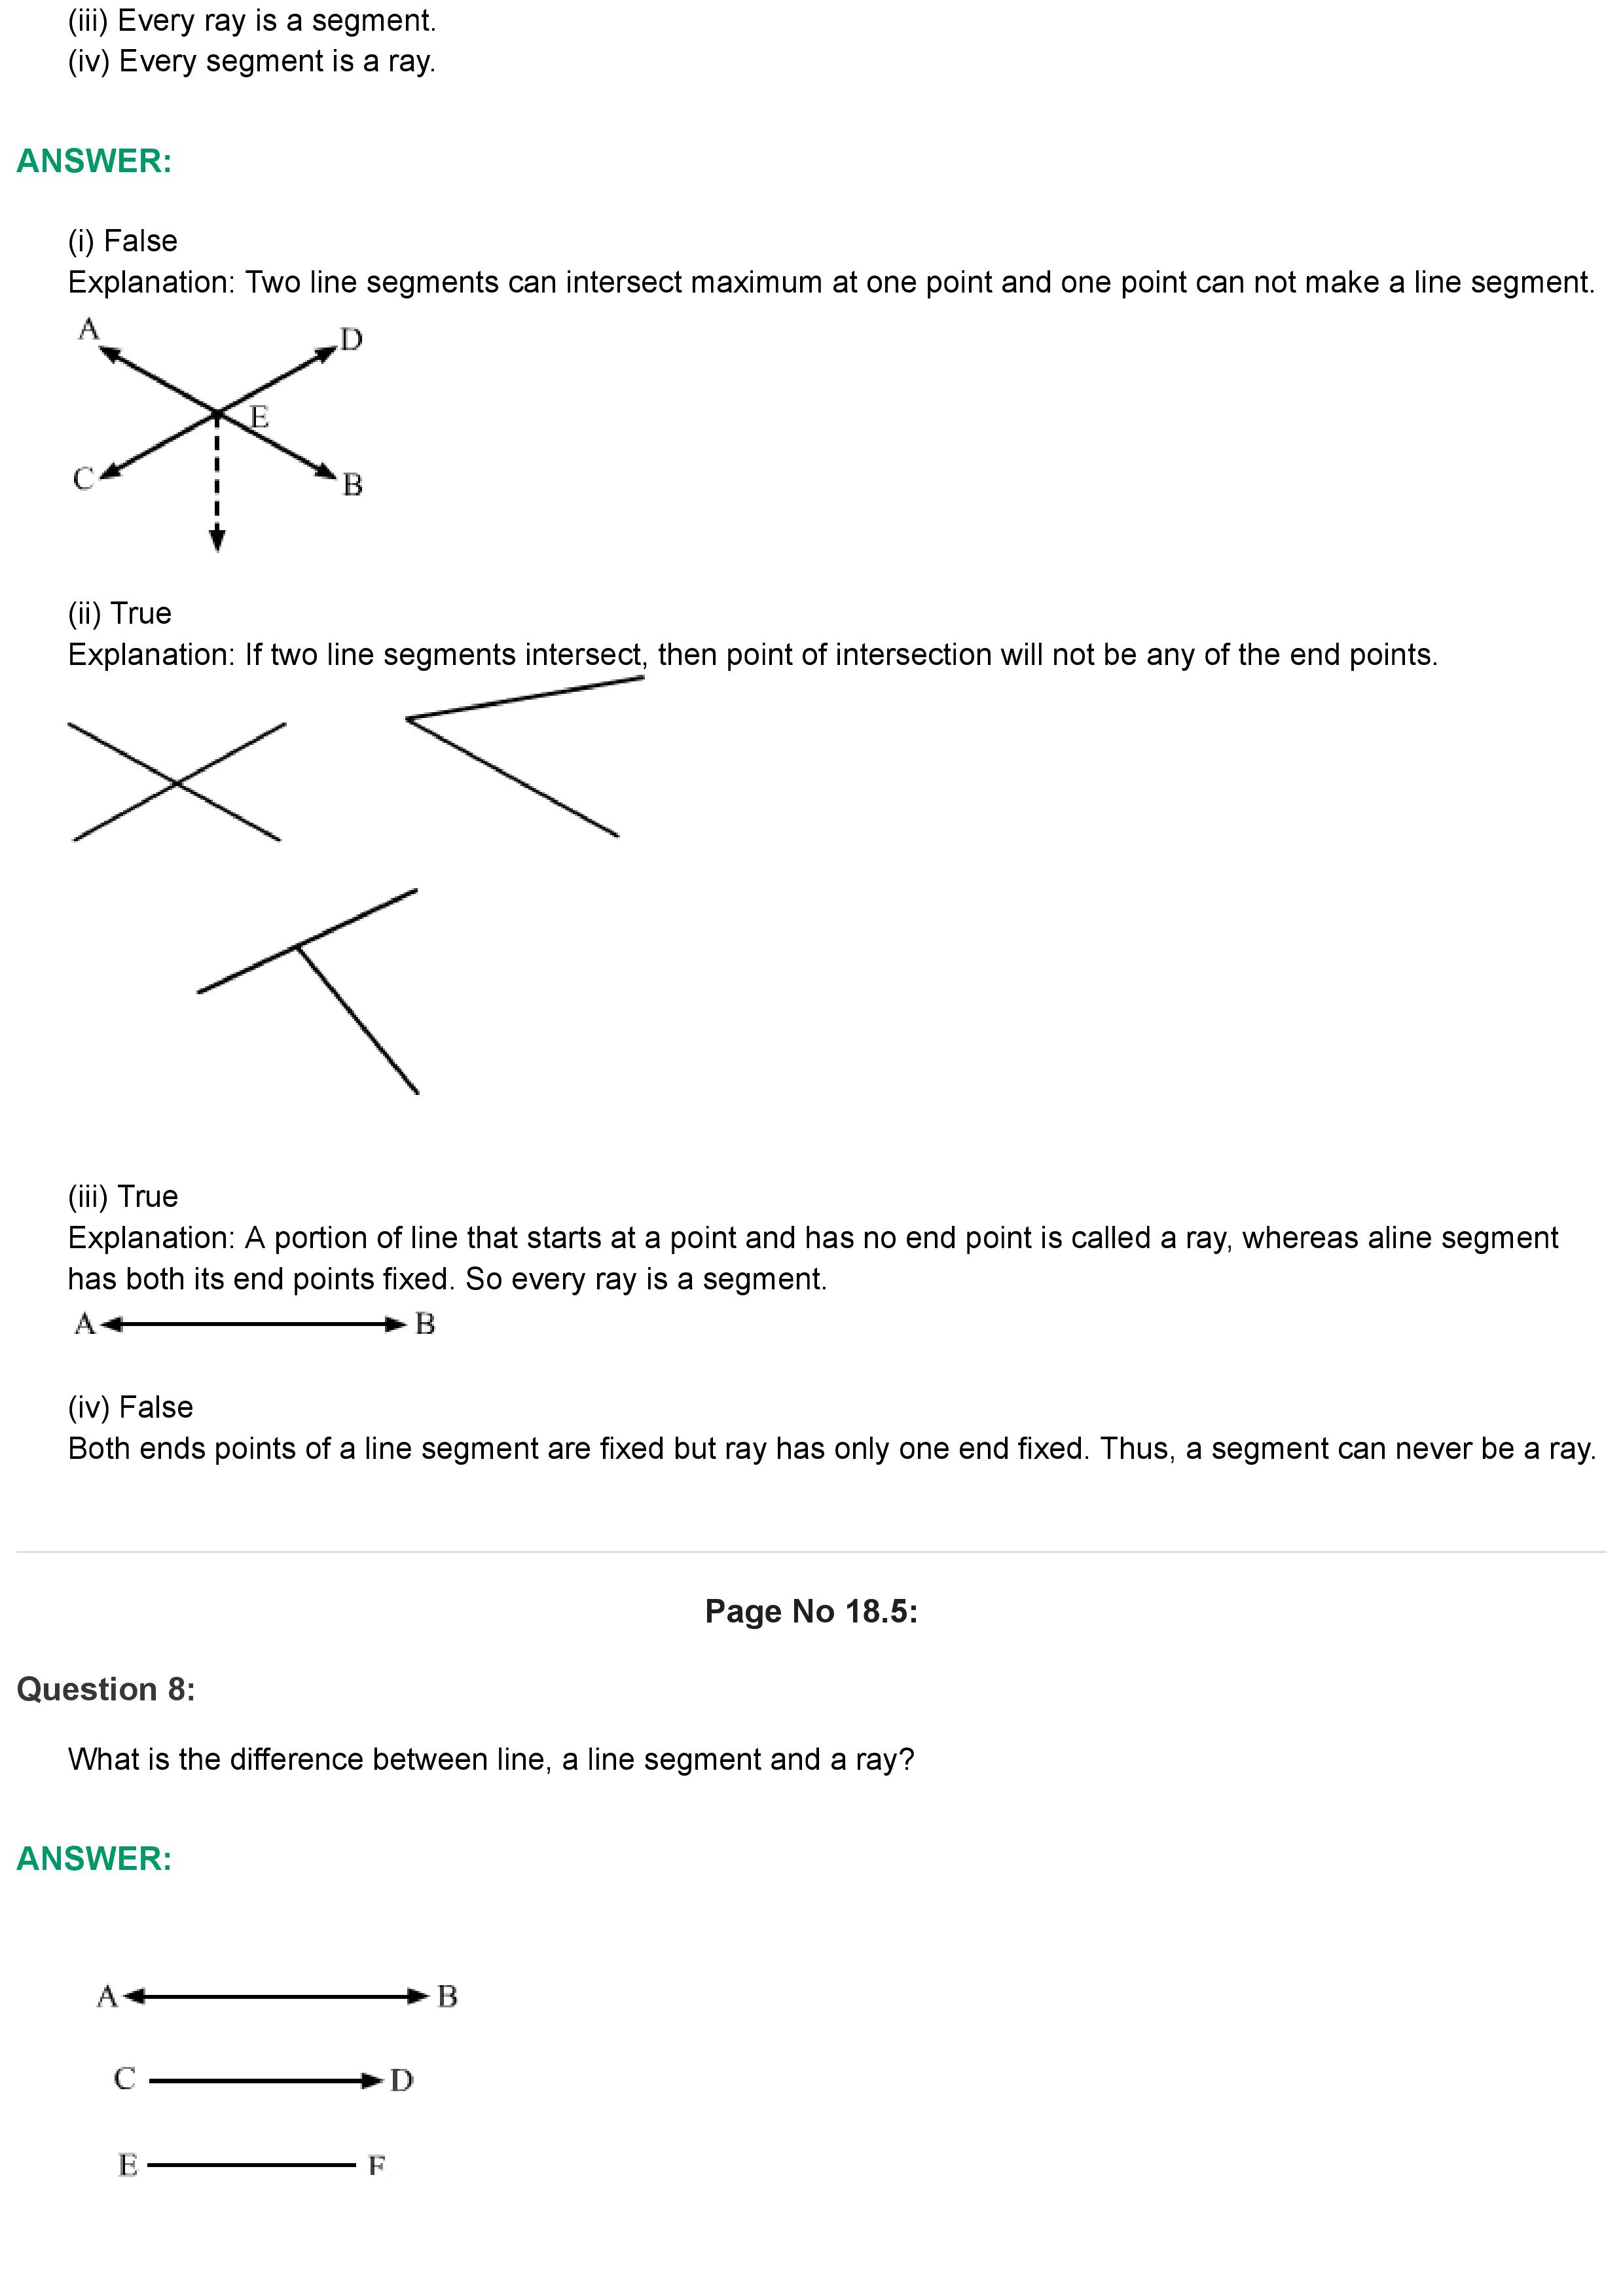 (iii) Every ray is a segment.
(iv) Every segment is a ray.
ANSWER:
(i) False
Explanation: Two line segments can intersect maximum at one point and one point can not make a line segment.
A
D
E
C
B
(ii) True
Explanation: If two line segments intersect, then point of intersection will not be any of the end points.
(iii) True
Explanation: A portion of line that starts at a point and has no end point is called a ray, whereas aline segment
has both its end points fixed. So every ray is a segment.
A B
(iv) False
Both ends points of a line segment are fixed but ray has only one end fixed. Thus, a segment can never be a ray.
Page No 18.5:
Question 8:
What is the difference between line, a line segment and a ray?
ANSWER:
A B
C D
E F